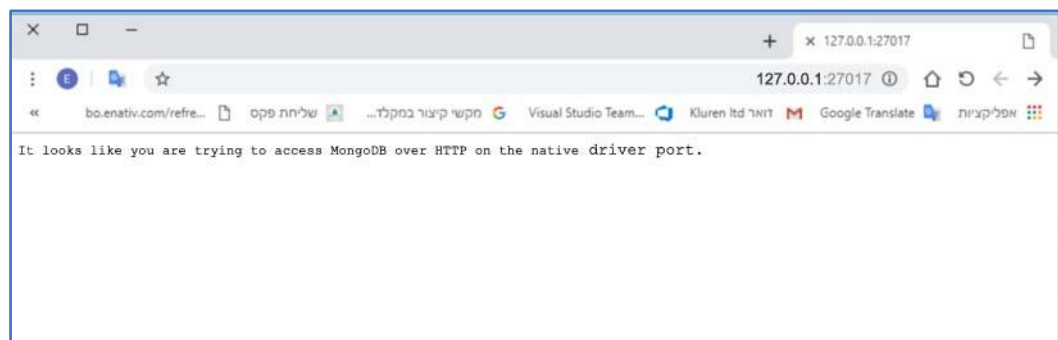 127.0.0.1:27017
127.0.0.1:27017
E
אפליקציות Google Translate דואר Kluren ltd Visual Studio Team... מקשי קיצור במקלד... שליחת פקס bo.enativ.com/refre...
It looks like you are trying to access MongoDB over HTTP on the native driver port.